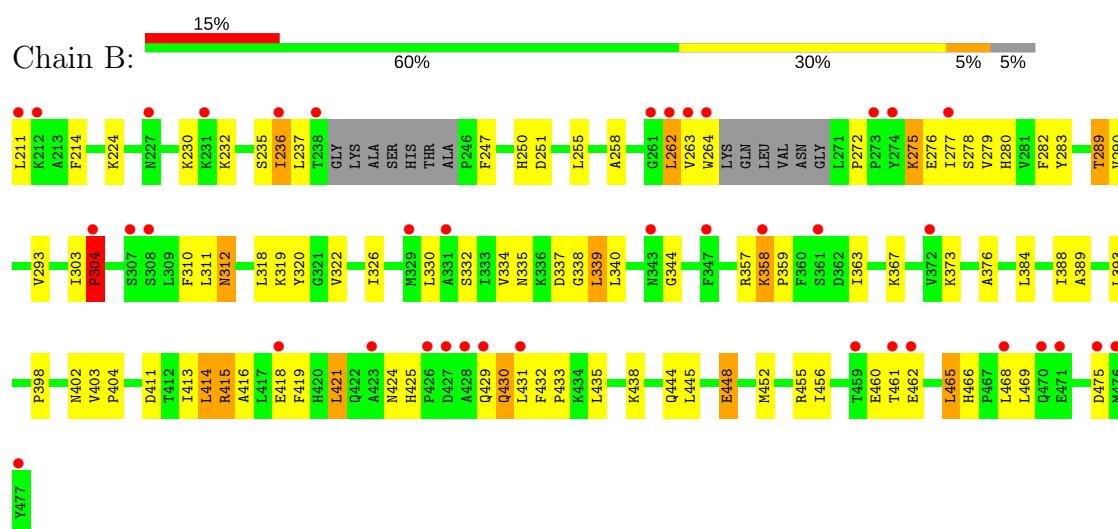 15%
Chain B:
60% 30% 5% 5%
L211 K212 A213 F214 K224 N227 K230 K231 K232 S235 I236 L237 T238 GLY LYS ALA SER HIS THR ALA P246 F247 H250 D251 L255 A258 G261 L262 V263 W264 LYS GLN LEU VAL ASN GLY L271 P272 P273 Y274 K275 E276 I277 S278 V279 H280 V281 F282 Y283 T289 V290
V293 I303 P304 S307 S308 L309 F310 L311 N312 L318 K319 Y320 G321 V322 I326 M329 L330 A331 S332 I333 V334 N335 K336 D337 G338 L339 L340 N343 G344 F347 R357 K358 P359 F360 S361 D362 I363 K367 V372 K373 A376 L384 I388 A389 L393
P398 N402 V403 P404 D411 T412 I413 L414 R415 A416 L417 E418 F419 H420 L421 Q422 A423 N424 H425 P426 D427 A428 Q429 Q430 L431 F432 P433 K434 L435 K438 Q444 L445 E448 M452 R455 I456 T459 E460 T461 E462 L465 H466 P467 L468 L469 Q470 E471 D475 M476
Y477